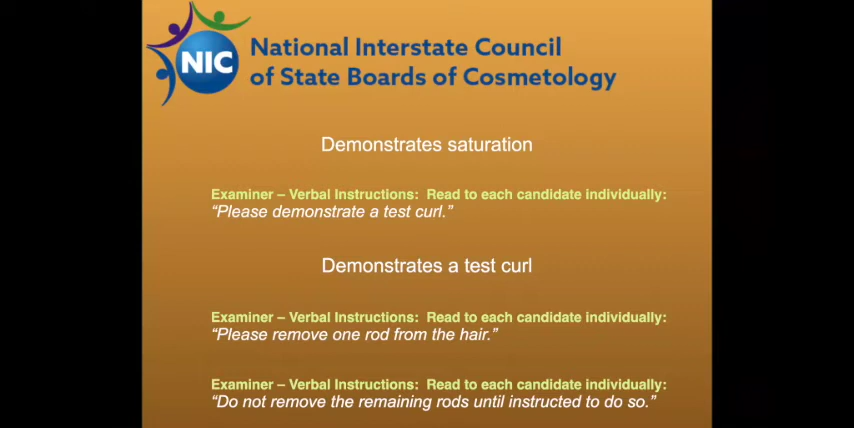 NIC
National Interstate Council
of State Boards of Cosmetology
Demonstrates saturation
Examiner – Verbal Instructions: Read to each candidate individually:
“Please demonstrate a test curl.”
Demonstrates a test curl
Examiner – Verbal Instructions: Read to each candidate individually:
“Please remove one rod from the hair.”
Examiner – Verbal Instructions: Read to each candidate individually:
“Do not remove the remaining rods until instructed to do so.”